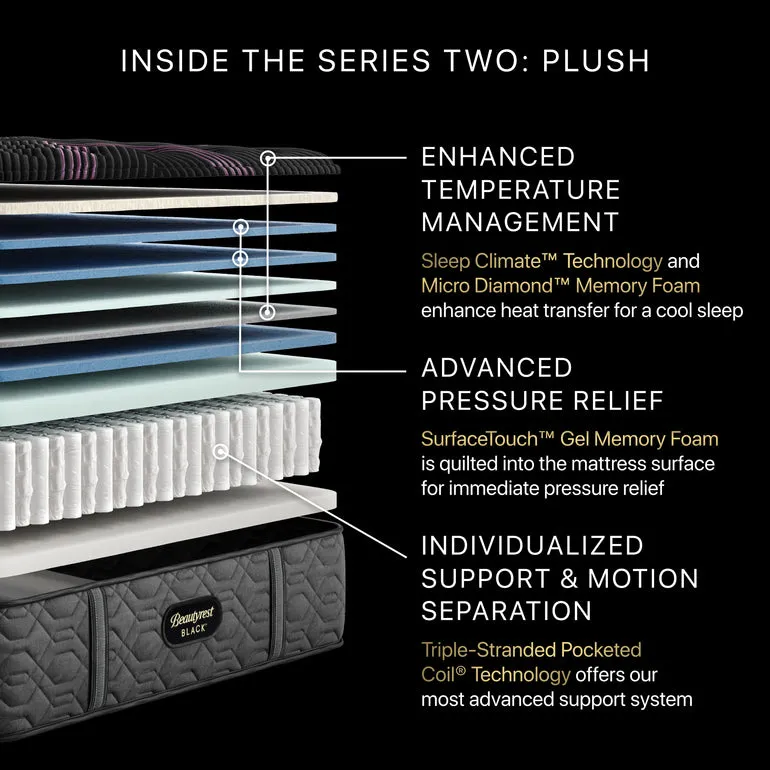 INSIDE THE SERIES TWO: PLUSH
ENHANCED
TEMPERATURE
MANAGEMENT
Sleep Climate™ Technology and
Micro Diamond™ Memory Foam
enhance heat transfer for a cool sleep
ADVANCED
PRESSURE RELIEF
SurfaceTouch™ Gel Memory Foam
is quilted into the mattress surface
for immediate pressure relief
INDIVIDUALIZED
SUPPORT & MOTION
SEPARATION
Triple-Stranded Pocketed
Coil® Technology offers our
most advanced support system
Beautyrest
BLACK®